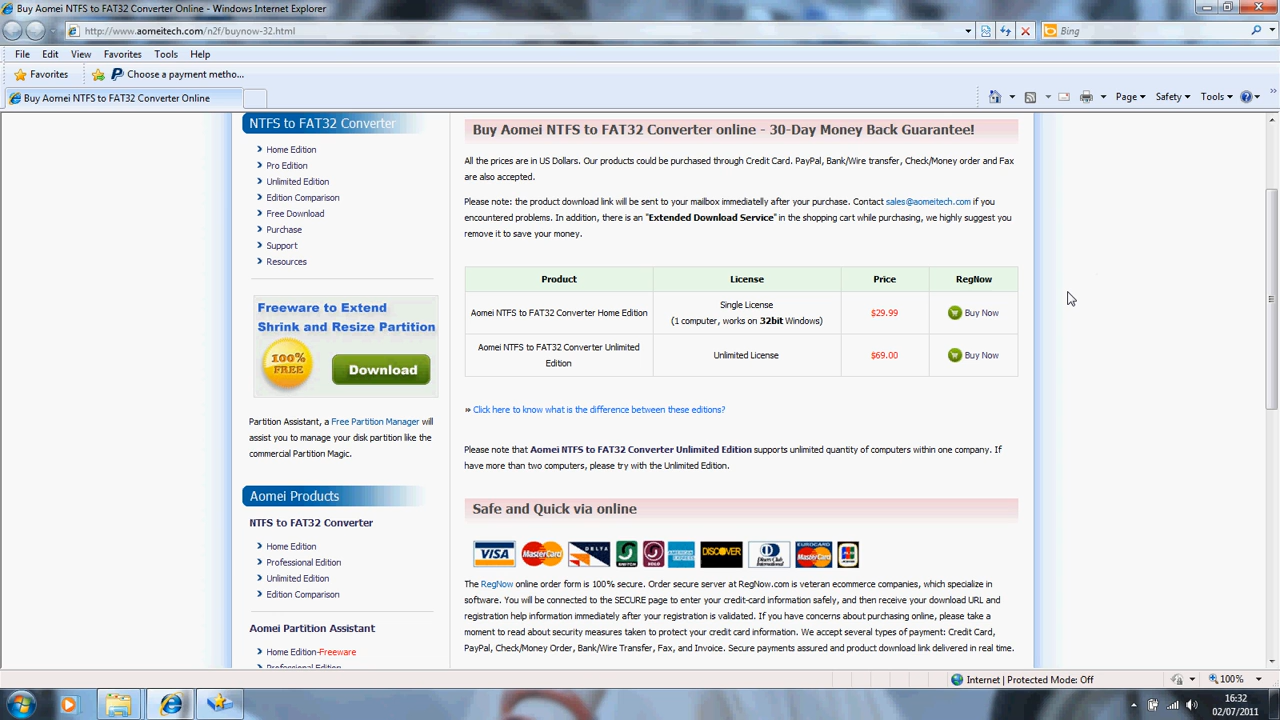 Buy Aomei NTFS to FAT32 Converter Online - Windows Internet Explorer
http://www.aomeitech.com/n2f/buynow-32.html
Bing
File Edit View Favorites Tools Help
Favorites Choose a payment metho...
Buy Aomei NTFS to FAT32 Converter Online
Page Safety Tools
NTFS to FAT32 Converter
Home Edition
Pro Edition
Unlimited Edition
Edition Comparison
Free Download
Purchase
Support
Resources
Freeware to Extend
Shrink and Resize Partition
100%
FREE
Download
Partition Assistant, a Free Partition Manager will
assist you to manage your disk partition like the
commercial Partition Magic.
Aomei Products
NTFS to FAT32 Converter
Home Edition
Professional Edition
Unlimited Edition
Edition Comparison
Aomei Partition Assistant
Home Edition-Freeware
Professional Edition
Buy Aomei NTFS to FAT32 Converter online - 30-Day Money Back Guarantee!
All the prices are in US Dollars. Our products could be purchased through Credit Card. PayPal, Bank/Wire transfer, Check/Money order and Fax
are also accepted.
Please note: the product download link will be sent to your mailbox immediatelly after your purchase. Contact sales@aomeitech.com if you
encountered problems. In addition, there is an "Extended Download Service" in the shopping cart while purchasing, we highly suggest you
remove it to save your money.
Product License Price RegNow
Aomei NTFS to FAT32 Converter Home Edition
Single License
(1 computer, works on 32bit Windows)
$29.99
Buy Now
Aomei NTFS to FAT32 Converter Unlimited
Edition
Unlimited License
$69.00
Buy Now
» Click here to know what is the difference between these editions?
Please note that Aomei NTFS to FAT32 Converter Unlimited Edition supports unlimited quantity of computers within one company. If
have more than two computers, please try with the Unlimited Edition.
Safe and Quick via online
VISA MasterCard DELTA SWITCH SOLO AMERICAN EXPRESS DISCOVER Diners Club International EUROCARD MasterCard JCB
The RegNow online order form is 100% secure. Order secure server at RegNow.com is veteran ecommerce companies, which specialize in
software. You will be connected to the SECURE page to enter your credit-card information safely, and then receive your download URL and
registration help information immediately after your registration is validated. If you have concerns about purchasing online, please take a
moment to read about security measures taken to protect your credit card information. We accept several types of payment: Credit Card,
PayPal, Check/Money Order, Bank/Wire Transfer, Fax, and Invoice. Secure payments assured and product download link delivered in real time.
Internet | Protected Mode: Off
100%
16:32
02/07/2011